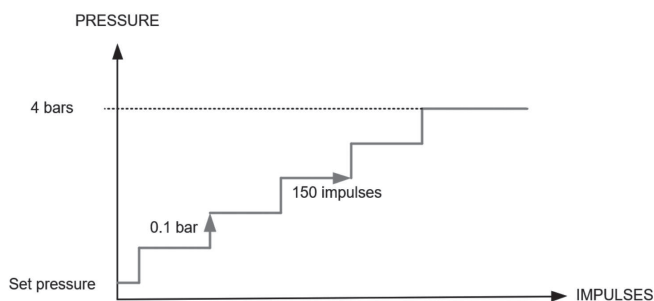 PRESSURE
4 bars
150 impulses
0.1 bar
Set pressure
IMPULSES